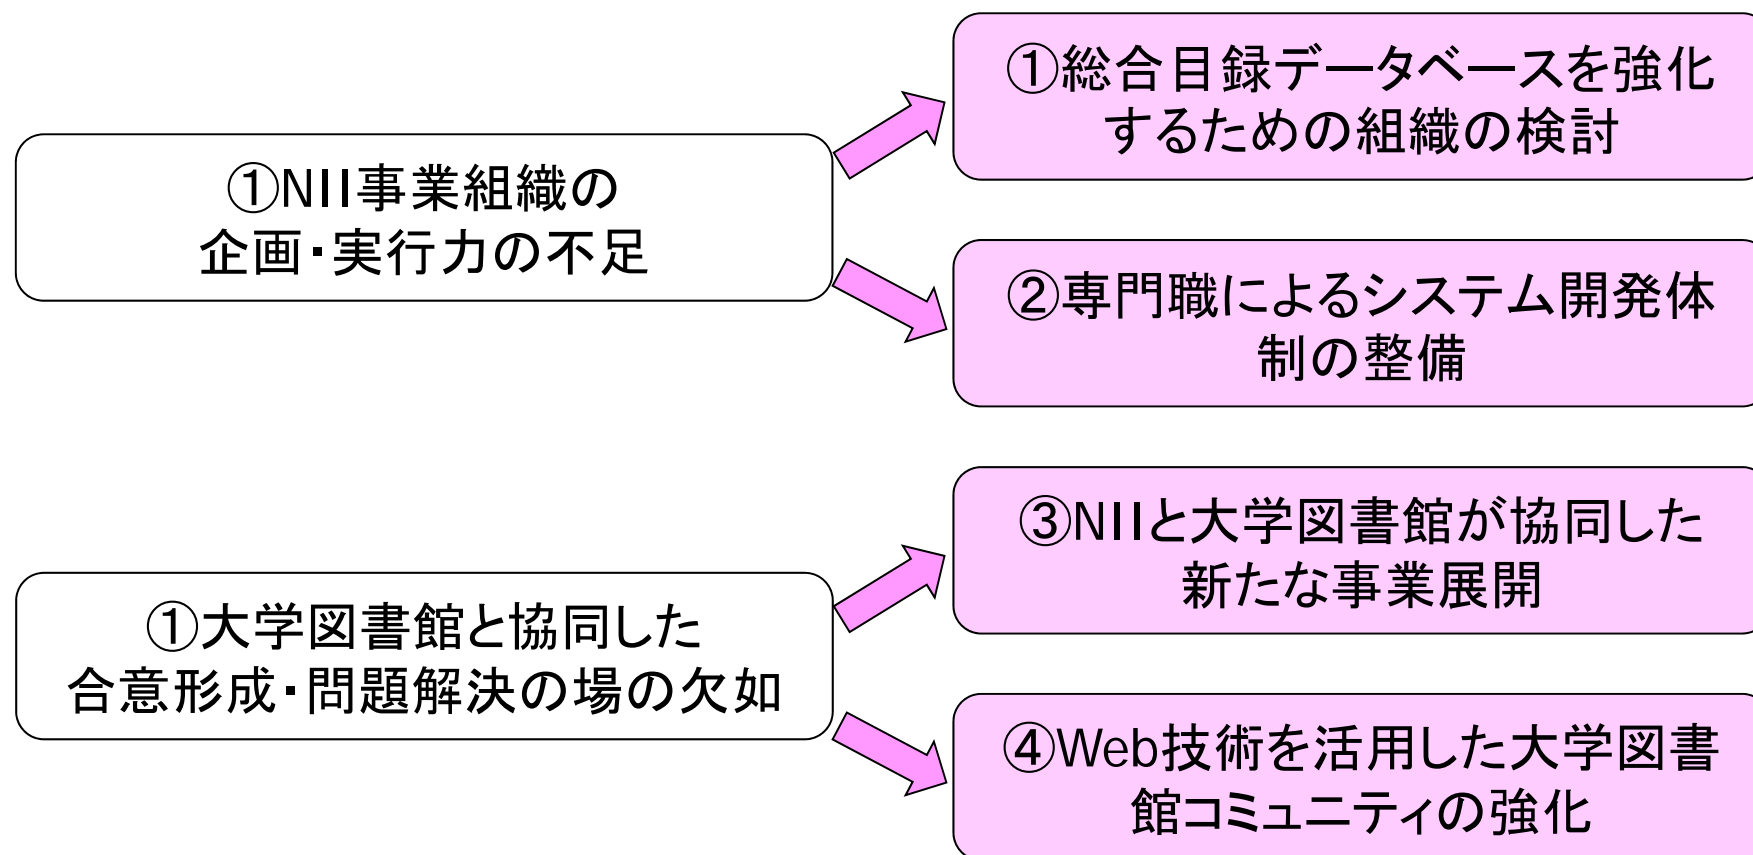 ①NII事業組織の
企画・実行力の不足
①総合目録データベースを強化
するための組織の検討
②専門職によるシステム開発体
制の整備
①大学図書館と協同した
合意形成・問題解決の場の欠如
③NIIと大学図書館が協同した
新たな事業展開
④Web技術を活用した大学図書
館コミュニティの強化